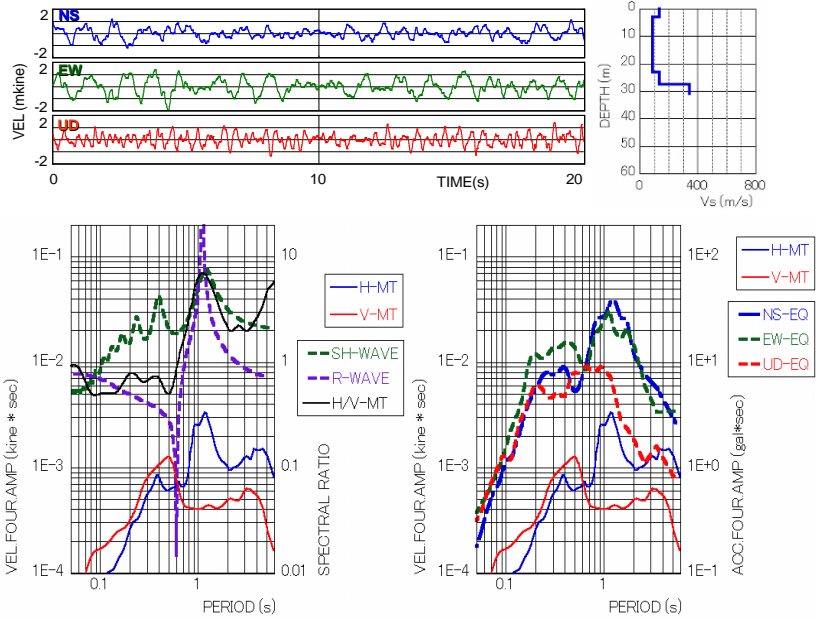 2
NS
-2
2
EW
-2
2
UD
-2
VEL (mkine)
0
10
TIME(s)
20
0
10
20
30
40
50
60
DEPTH (m)
0
400
800
Vs (m/s)
1E-1
1E-2
1E-3
1E-4
VEL.FOUR.AMP (kine * sec)
10
1
0.1
0.01
SPECTRAL RATIO
0.1
1
PERIOD (s)
H-MT
V-MT
SH-WAVE
R-WAVE
H/V-MT
1E-1
1E-2
1E-3
1E-4
VEL.FOUR.AMP (kine * sec)
1E+2
1E+1
1E+0
1E-1
ACC.FOUR.AMP (gal*sec)
0.1
1
PERIOD (s)
H-MT
V-MT
NS-EQ
EW-EQ
UD-EQ